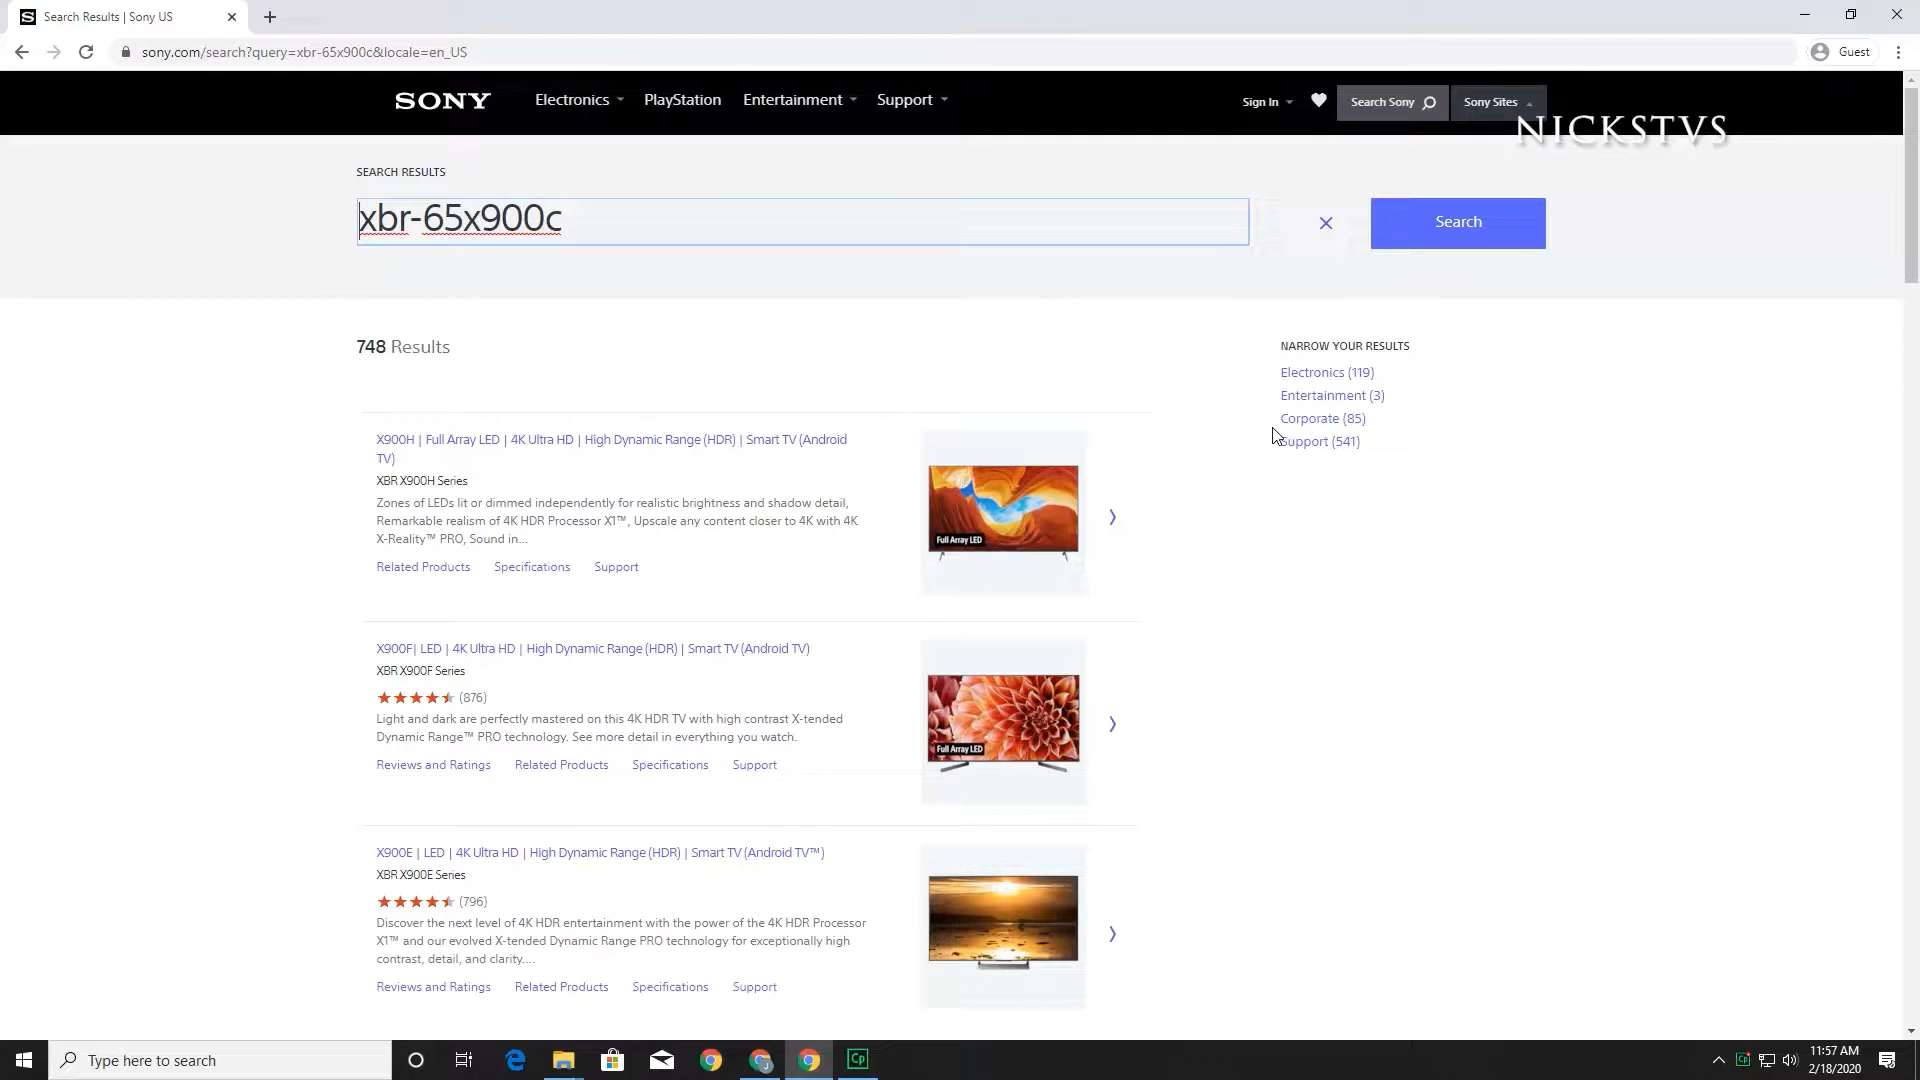 Search Results | Sony US
sony.com/search?query=xbr-65x900c&locale=en_US
Guest
SONY
Electronics
PlayStation
Entertainment
Support
Sign In
Search Sony
Sony Sites
NICKSTVS
SEARCH RESULTS
xbr-65x900c
Search
748 Results
NARROW YOUR RESULTS
Electronics (119)
Entertainment (3)
Corporate (85)
Support (541)
X900H | Full Array LED | 4K Ultra HD | High Dynamic Range (HDR) | Smart TV (Android
TV)
XBR X900H Series
Zones of LEDs lit or dimmed independently for realistic brightness and shadow detail,
Remarkable realism of 4K HDR Processor X1™, Upscale any content closer to 4K with 4K
X-Reality™ PRO, Sound in...
Related Products Specifications Support
Full Array LED
X900F| LED | 4K Ultra HD | High Dynamic Range (HDR) | Smart TV (Android TV)
XBR X900F Series
(876)
Light and dark are perfectly mastered on this 4K HDR TV with high contrast X-tended
Dynamic Range™ PRO technology. See more detail in everything you watch.
Reviews and Ratings Related Products Specifications Support
Full Array LED
X900E | LED | 4K Ultra HD | High Dynamic Range (HDR) | Smart TV (Android TV™)
XBR X900E Series
(796)
Discover the next level of 4K HDR entertainment with the power of the 4K HDR Processor
X1™ and our evolved X-tended Dynamic Range PRO technology for exceptionally high
contrast, detail, and clarity....
Reviews and Ratings Related Products Specifications Support
Type here to search
Cp
11:57 AM
2/18/2020